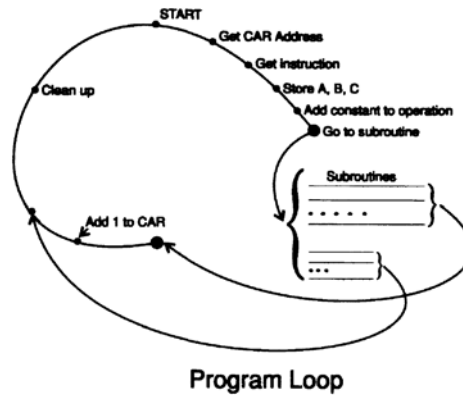 START
Get CAR Address
Get instruction
Store A, B, C
Add constant to operation
Go to subroutine
Subroutines
Clean up
Add 1 to CAR
Program Loop